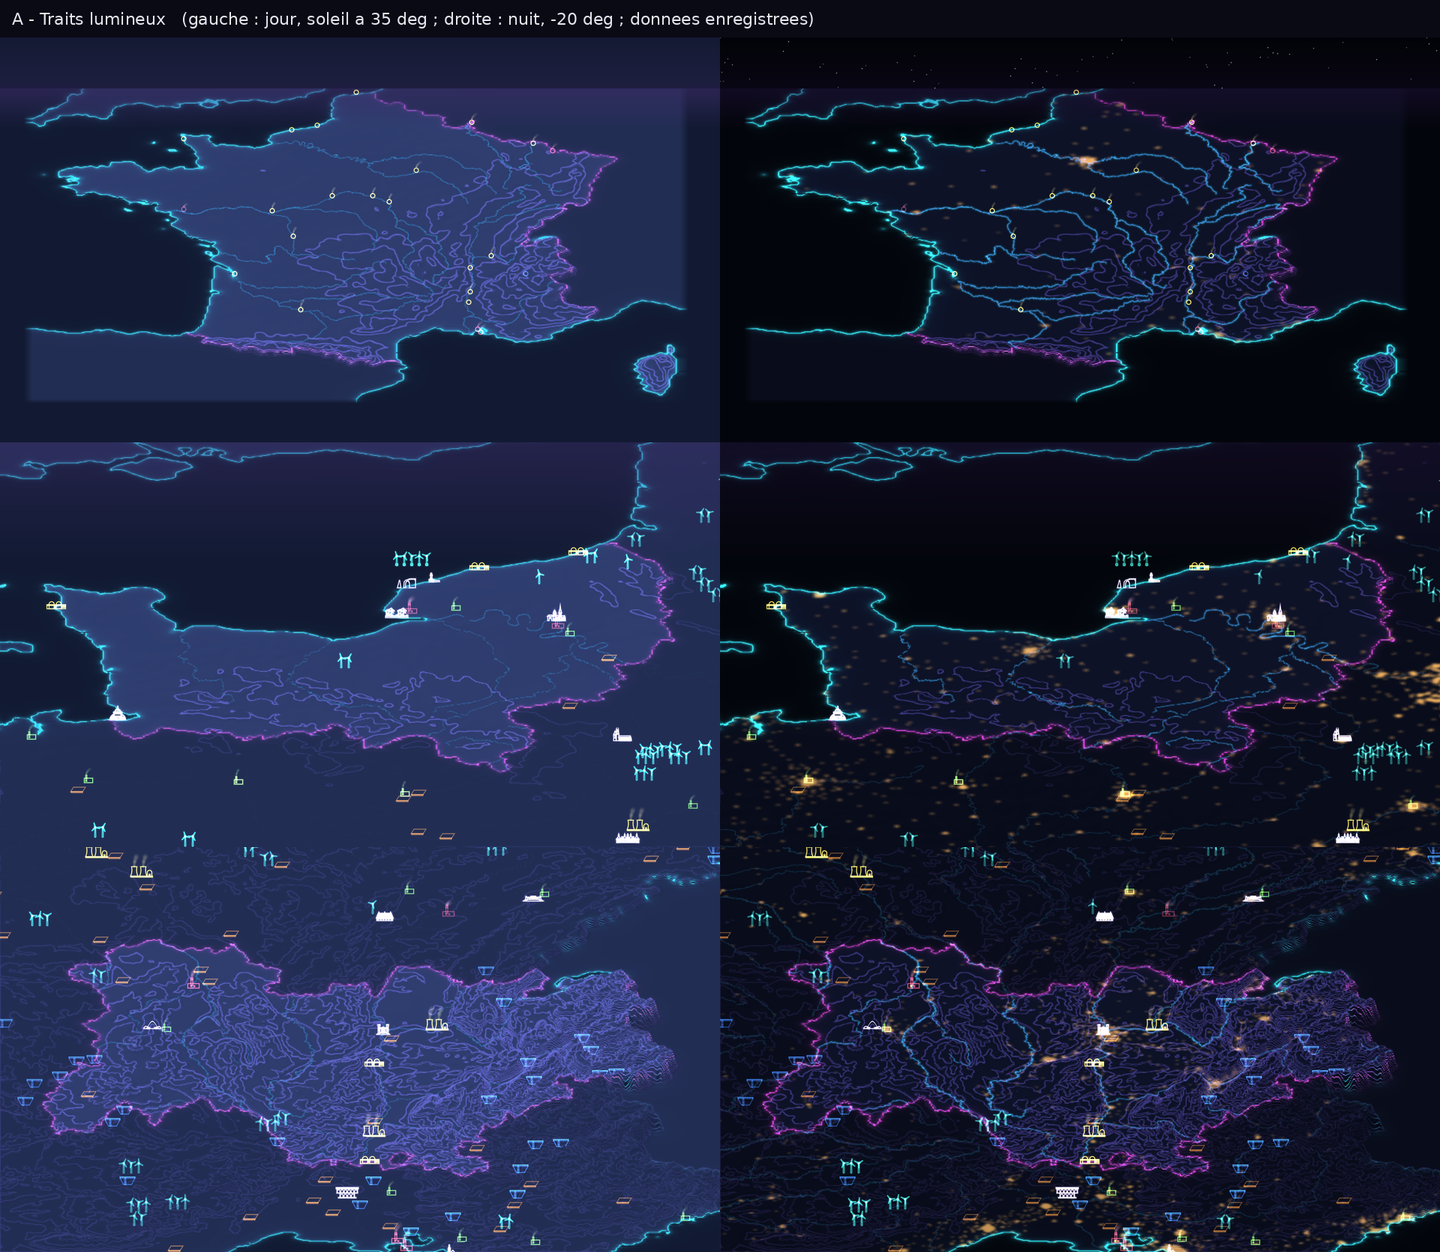 A - Traits lumineux (gauche : jour, soleil a 35 deg ; droite : nuit, -20 deg ; donnees enregistrees)